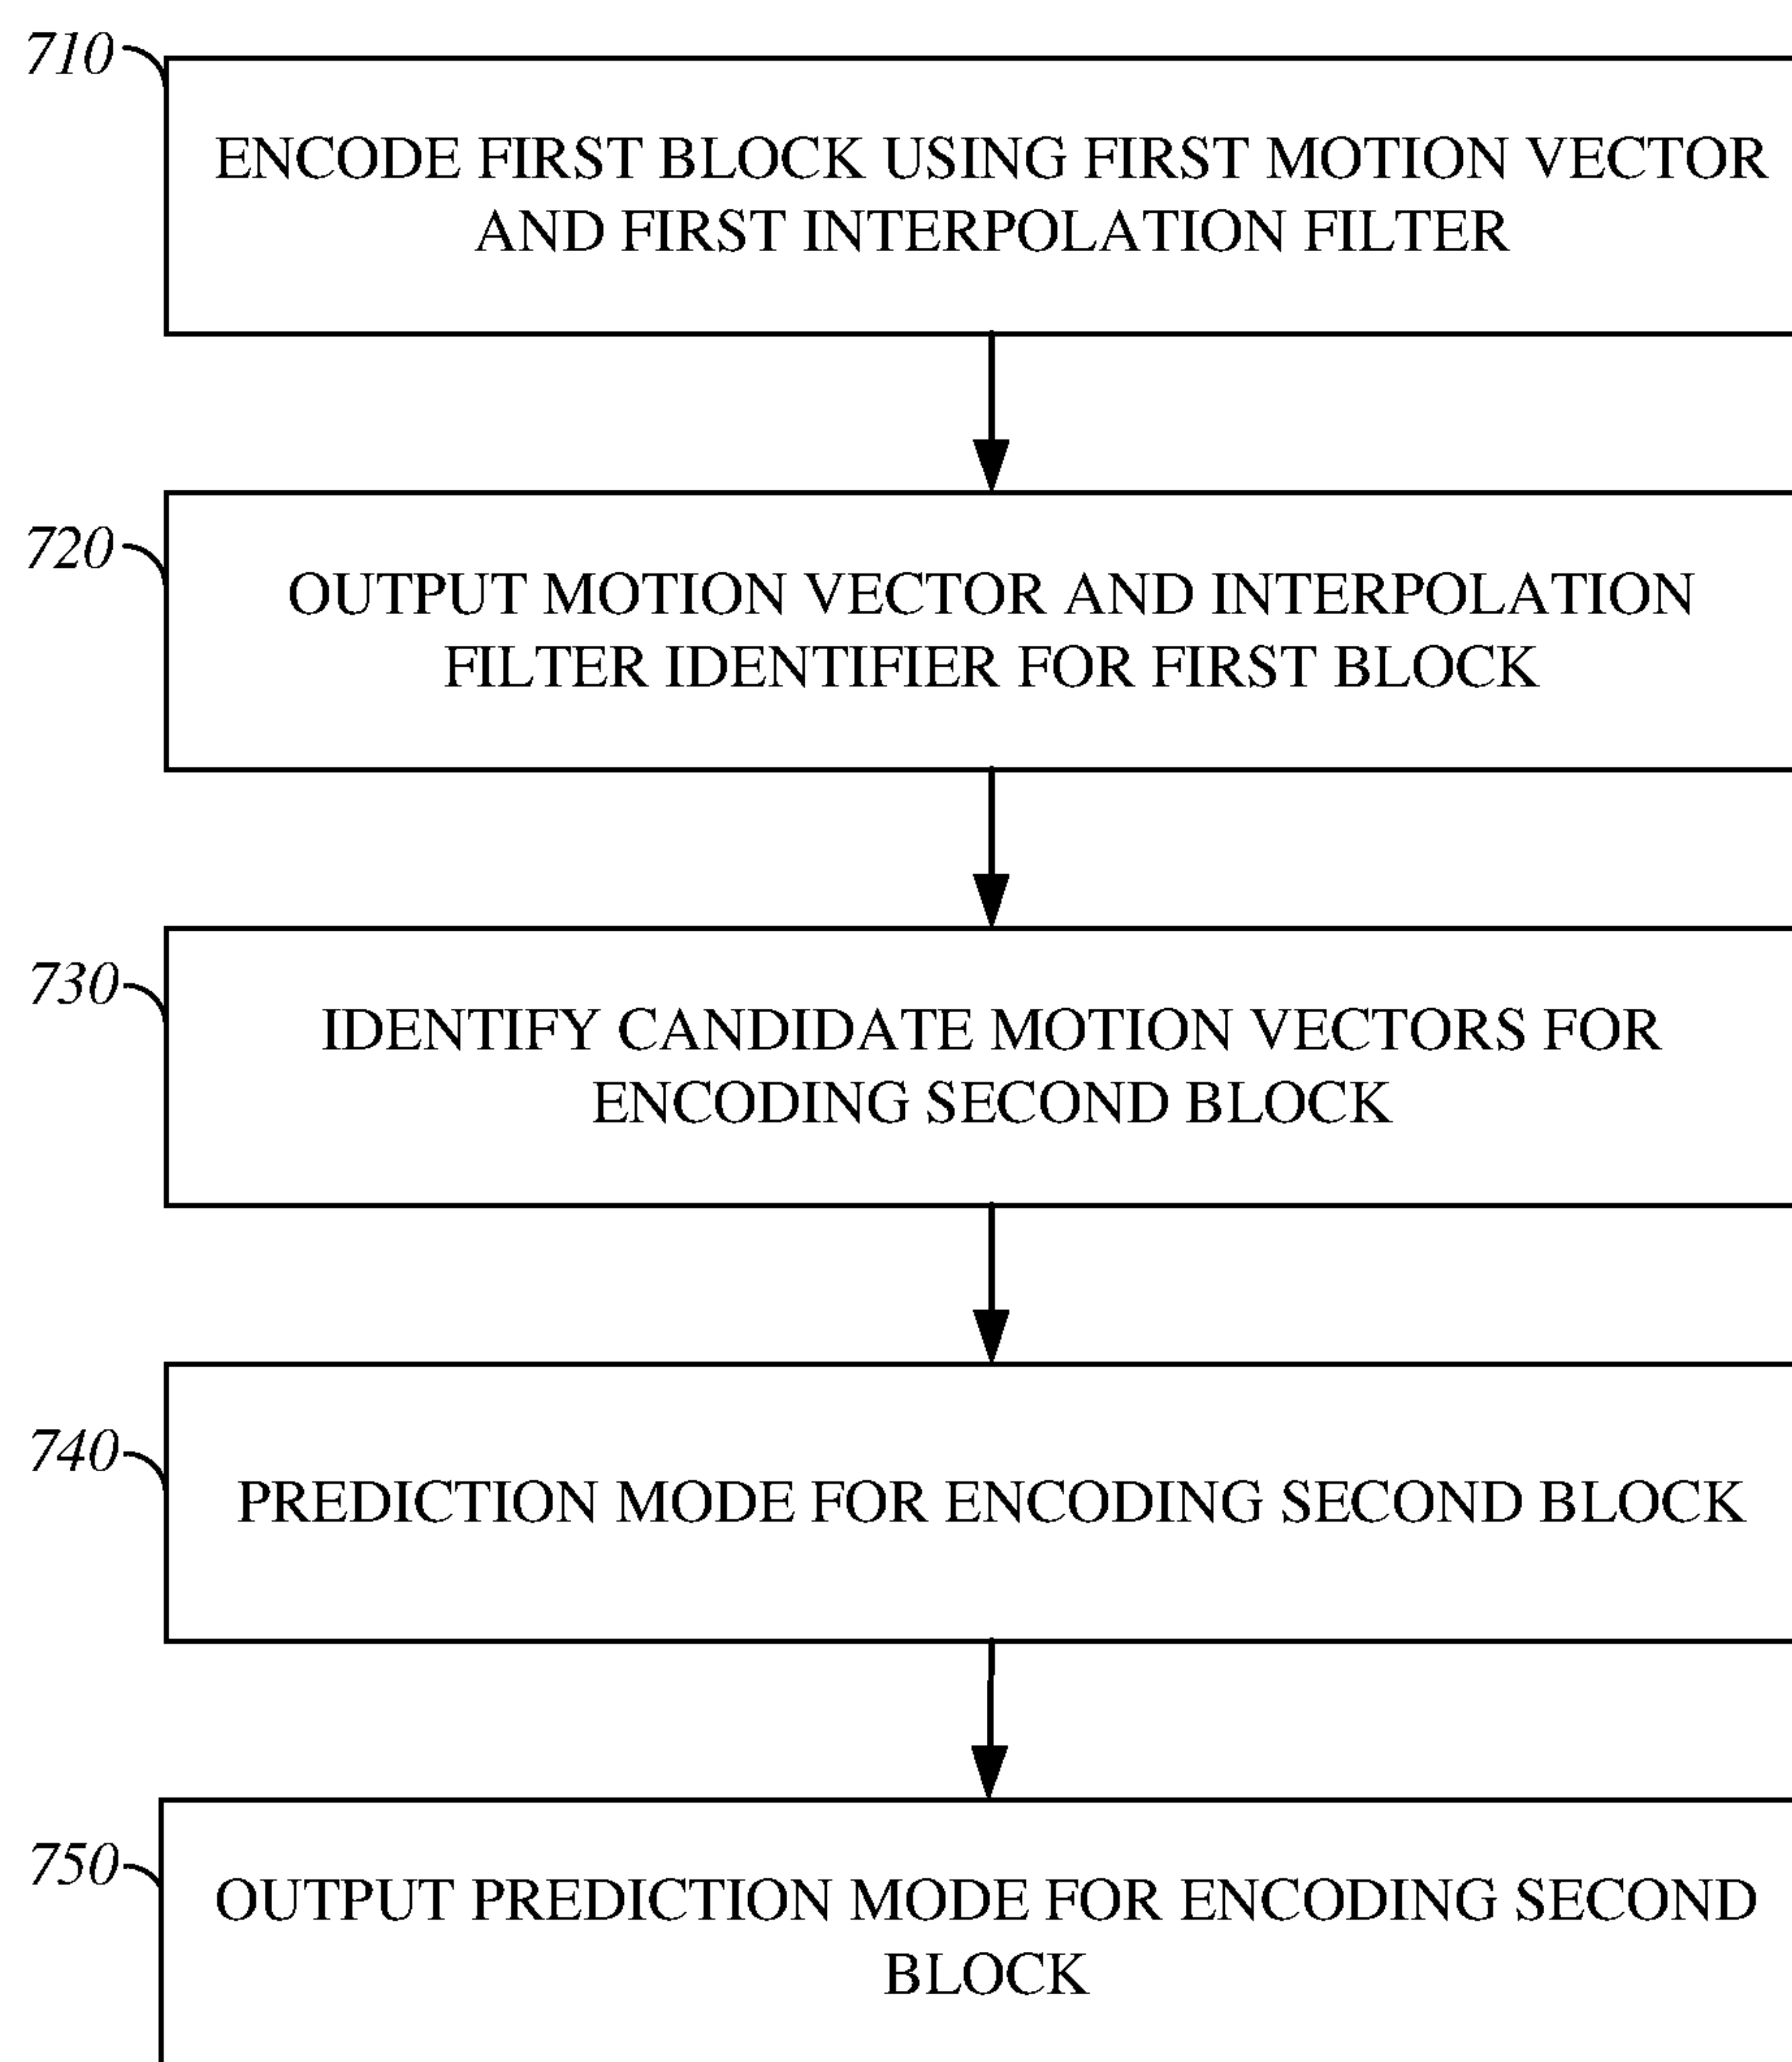 710
ENCODE FIRST BLOCK USING FIRST MOTION VECTOR
AND FIRST INTERPOLATION FILTER
720
OUTPUT MOTION VECTOR AND INTERPOLATION
FILTER IDENTIFIER FOR FIRST BLOCK
730
IDENTIFY CANDIDATE MOTION VECTORS FOR
ENCODING SECOND BLOCK
740
PREDICTION MODE FOR ENCODING SECOND BLOCK
750
OUTPUT PREDICTION MODE FOR ENCODING SECOND
BLOCK